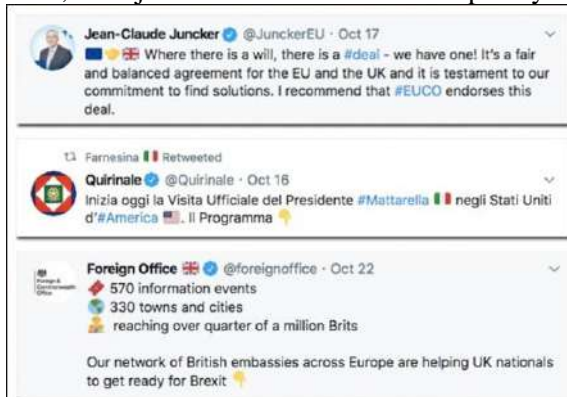 Jean-Claude Juncker @JunckerEU · Oct 17
🇪🇺🤝🇬🇧 Where there is a will, there is a #deal - we have one! It's a fair
and balanced agreement for the EU and the UK and it is testament to our
commitment to find solutions. I recommend that #EUCO endorses this
deal.
Farnesina 🇮🇹 Retweeted
Quirinale @Quirinale · Oct 16
Inizia oggi la Visita Ufficiale del Presidente #Mattarella 🇮🇹 negli Stati Uniti
d'#America 🇺🇸. Il Programma 👇
Foreign &
Commonwealth
Office
Foreign Office 🇬🇧 @foreignoffice · Oct 22
570 information events
330 towns and cities
reaching over quarter of a million Brits
Our network of British embassies across Europe are helping UK nationals
to get ready for Brexit 👇